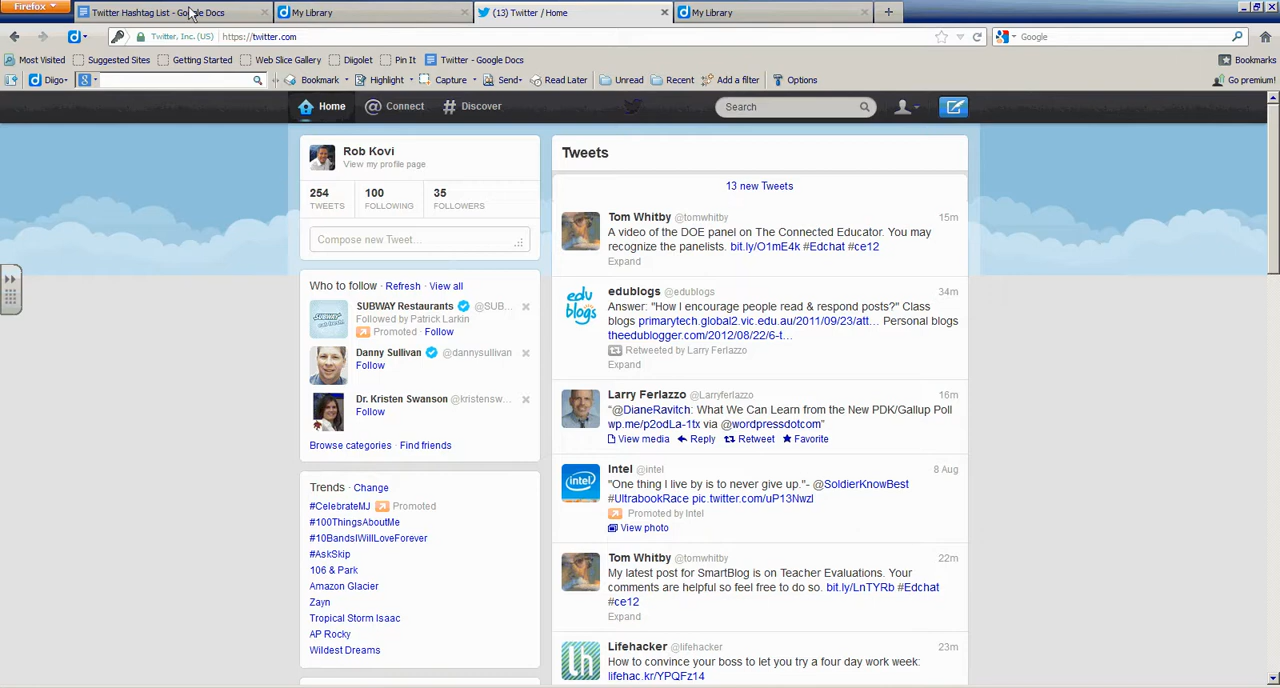 Firefox
Twitter Hashtag List - Google Docs
My Library
(13) Twitter / Home
My Library
Twitter, Inc. (US)
https://twitter.com
Google
Most Visited
Suggested Sites
Getting Started
Web Slice Gallery
Diigolet
Pin It
Twitter - Google Docs
Bookmarks
Diigo
Bookmark
Highlight
Capture
Send
Read Later
Unread
Recent
Add a filter
Options
Go premium!
Home
Connect
Discover
Search
Rob Kovi
View my profile page
254
TWEETS
100
FOLLOWING
35
FOLLOWERS
Compose new Tweet...
Who to follow · Refresh · View all
SUBWAY Restaurants @SUB...
Followed by Patrick Larkin
Promoted · Follow
Danny Sullivan @dannysullivan
Follow
Dr. Kristen Swanson @kristensw...
Follow
Browse categories · Find friends
Trends · Change
#CelebrateMJ Promoted
#100ThingsAboutMe
#10BandsIWillLoveForever
#AskSkip
106 & Park
Amazon Glacier
Zayn
Tropical Storm Isaac
AP Rocky
Wildest Dreams
Tweets
13 new Tweets
Tom Whitby @tomwhitby 15m
A video of the DOE panel on The Connected Educator. You may
recognize the panelists. bit.ly/O1mE4k #Edchat #ce12
Expand
edublogs @edublogs 34m
Answer: "How I encourage people read & respond posts?" Class
blogs primarytech.global2.vic.edu.au/2011/09/23/att... Personal blogs
theedublogger.com/2012/08/22/6-t...
Retweeted by Larry Ferlazzo
Expand
Larry Ferlazzo @Larryferlazzo 16m
“@DianeRavitch: What We Can Learn from the New PDK/Gallup Poll
wp.me/p2odLa-1tx via @wordpressdotcom”
View media Reply Retweet Favorite
Intel @intel 8 Aug
"One thing I live by is to never give up."- @SoldierKnowBest
#UltrabookRace pic.twitter.com/uP13Nwzl
Promoted by Intel
View photo
Tom Whitby @tomwhitby 22m
My latest post for SmartBlog is on Teacher Evaluations. Your
comments are helpful so feel free to do so. bit.ly/LnTYRb #Edchat
#ce12
Expand
Lifehacker @lifehacker 23m
How to convince your boss to let you try a four day work week:
lifehac.kr/YPQFz14